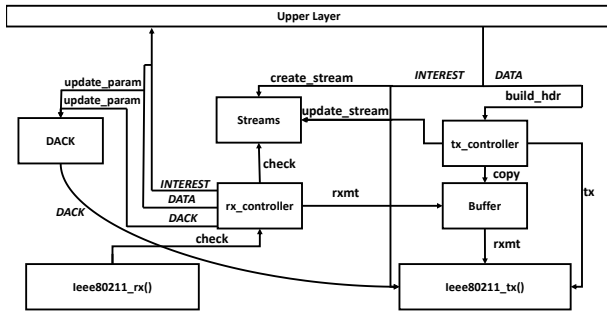 Upper Layer
update_param
create_stream
INTEREST
DATA
update_param
build_hdr
Streams
update_stream
DACK
tx_controller
check
copy
tx
INTEREST
DATA
rx_controller
rxmt
Buffer
DACK
DACK
check
rxmt
Ieee80211_rx()
Ieee80211_tx()